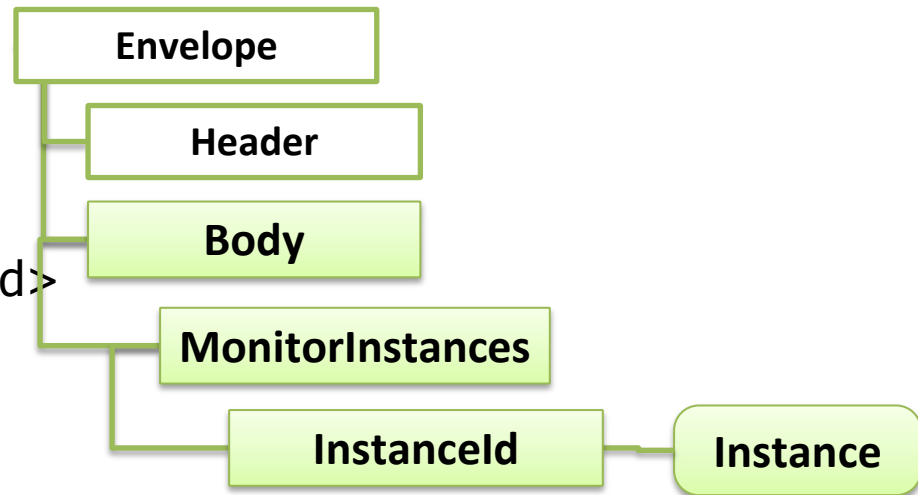 Envelope
Header
Body
d>
MonitorInstances
InstanceId
Instance